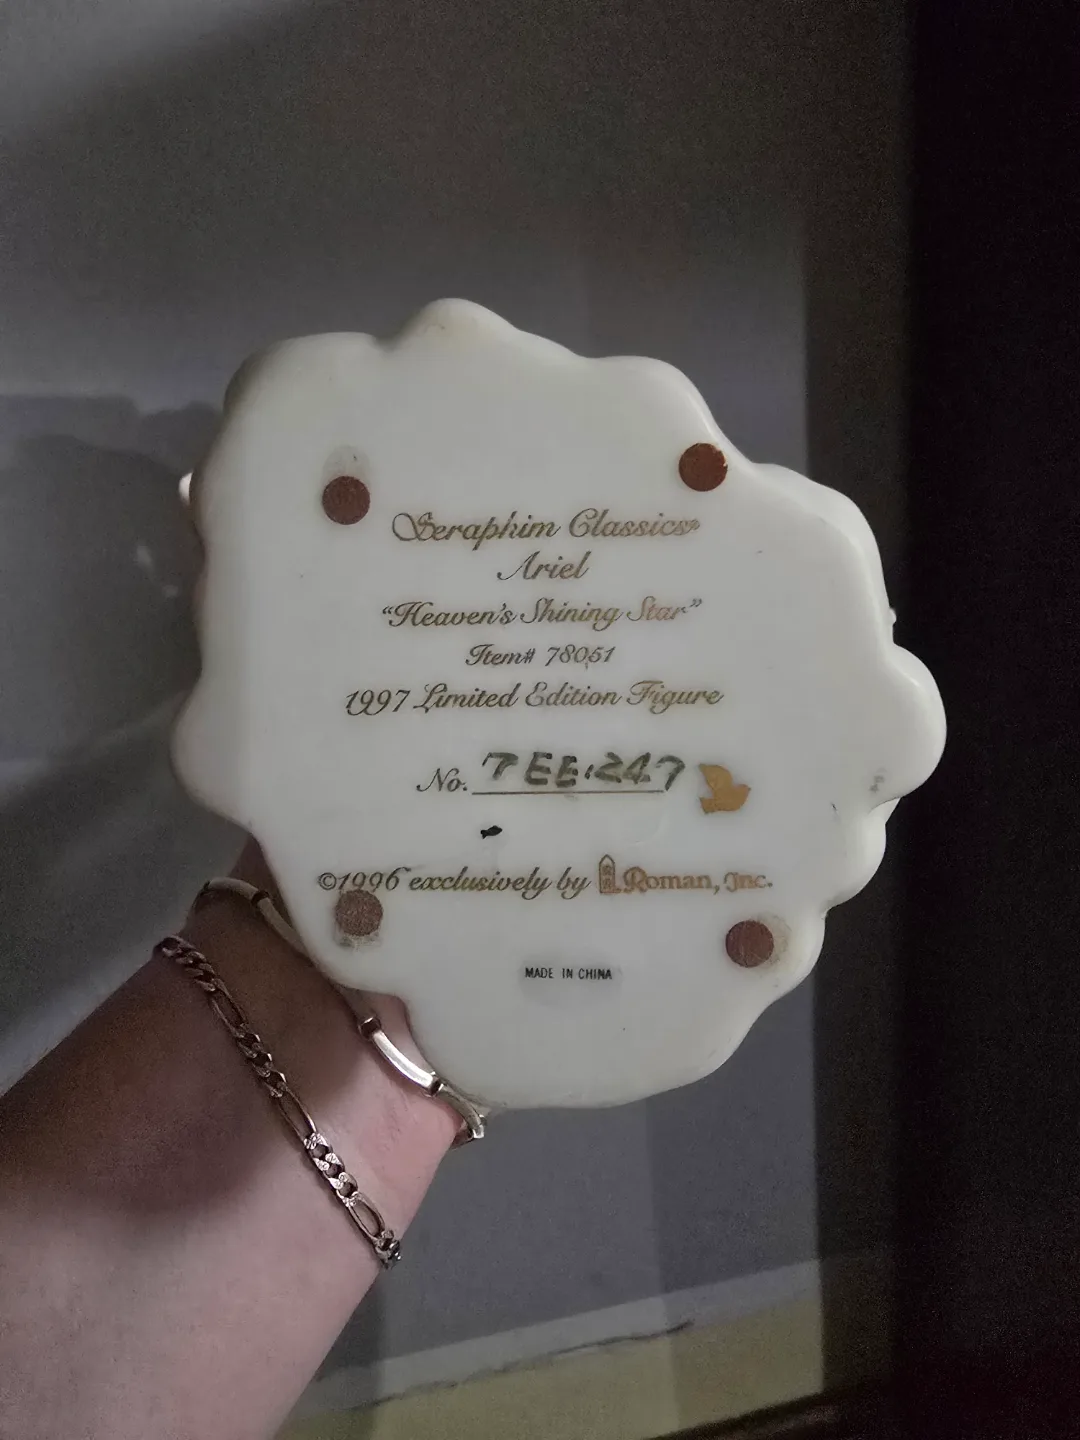 Seraphim Classics®
Ariel
“Heaven's Shining Star”
Item# 78051
1997 Limited Edition Figure
No. 7EE.247
©1996 exclusively by Roman, Inc.
MADE IN CHINA